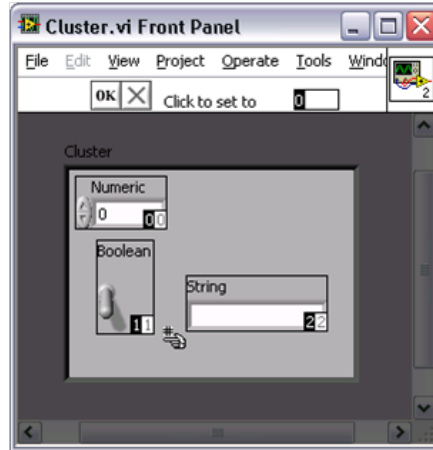 Cluster.vi Front Panel
File Edit View Project Operate Tools Windo
OK Click to set to 0
2
Cluster
Numeric
0 0 0
Boolean
1 1
String
2 2
#